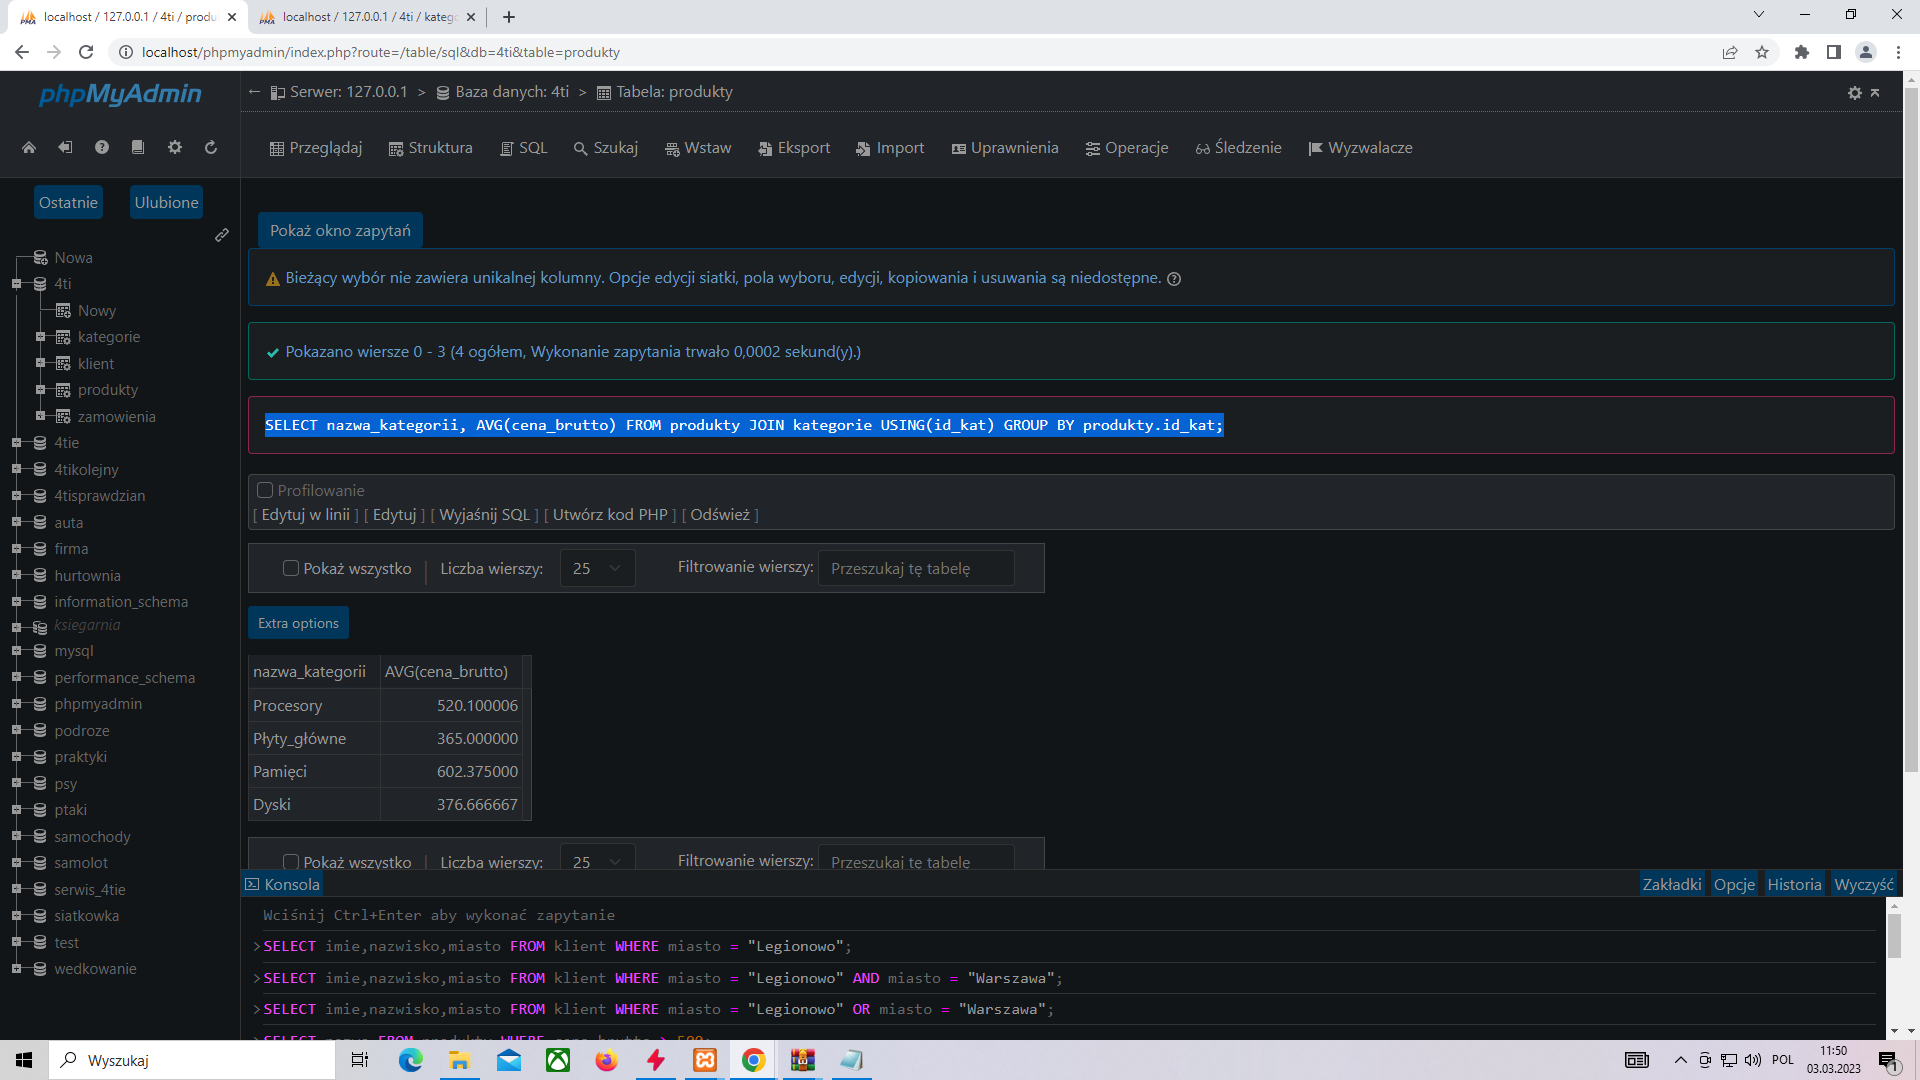 localhost / 127.0.0.1 / 4ti / produ
localhost / 127.0.0.1 / 4ti / katego
localhost/phpmyadmin/index.php?route=/table/sql&db=4ti&table=produkty
phpMyAdmin
Serwer: 127.0.0.1 > Baza danych: 4ti > Tabela: produkty
Przeglądaj Struktura SQL Szukaj Wstaw Eksport Import Uprawnienia Operacje Śledzenie Wyzwalacze
Ostatnie Ulubione
Nowa
4ti
Nowy
kategorie
klient
produkty
zamowienia
4tie
4tikolejny
4tisprawdzian
auta
firma
hurtownia
information_schema
ksiegarnia
mysql
performance_schema
phpmyadmin
podroze
praktyki
psy
ptaki
samochody
samolot
serwis_4tie
siatkowka
test
wedkowanie
Pokaż okno zapytań
Bieżący wybór nie zawiera unikalnej kolumny. Opcje edycji siatki, pola wyboru, edycji, kopiowania i usuwania są niedostępne.
Pokazano wiersze 0 - 3 (4 ogółem, Wykonanie zapytania trwało 0,0002 sekund(y).)
SELECT nazwa_kategorii, AVG(cena_brutto) FROM produkty JOIN kategorie USING(id_kat) GROUP BY produkty.id_kat;
Profilowanie
[ Edytuj w linii ] [ Edytuj ] [ Wyjaśnij SQL ] [ Utwórz kod PHP ] [ Odśwież ]
Pokaż wszystko | Liczba wierszy: 25 Filtrowanie wierszy: Przeszukaj tę tabelę
Extra options
nazwa_kategorii AVG(cena_brutto)
Procesory 520.100006
Płyty_główne 365.000000
Pamięci 602.375000
Dyski 376.666667
Pokaż wszystko | Liczba wierszy: 25 Filtrowanie wierszy: Przeszukaj tę tabelę
Konsola Zakładki Opcje Historia Wyczyść
Wciśnij Ctrl+Enter aby wykonać zapytanie
>SELECT imie,nazwisko,miasto FROM klient WHERE miasto = "Legionowo";
>SELECT imie,nazwisko,miasto FROM klient WHERE miasto = "Legionowo" AND miasto = "Warszawa";
>SELECT imie,nazwisko,miasto FROM klient WHERE miasto = "Legionowo" OR miasto = "Warszawa";
SELECT nazwa FROM produkty WHERE cena_brutto > 500;
Wyszukaj
POL
11:50
03.03.2023
1